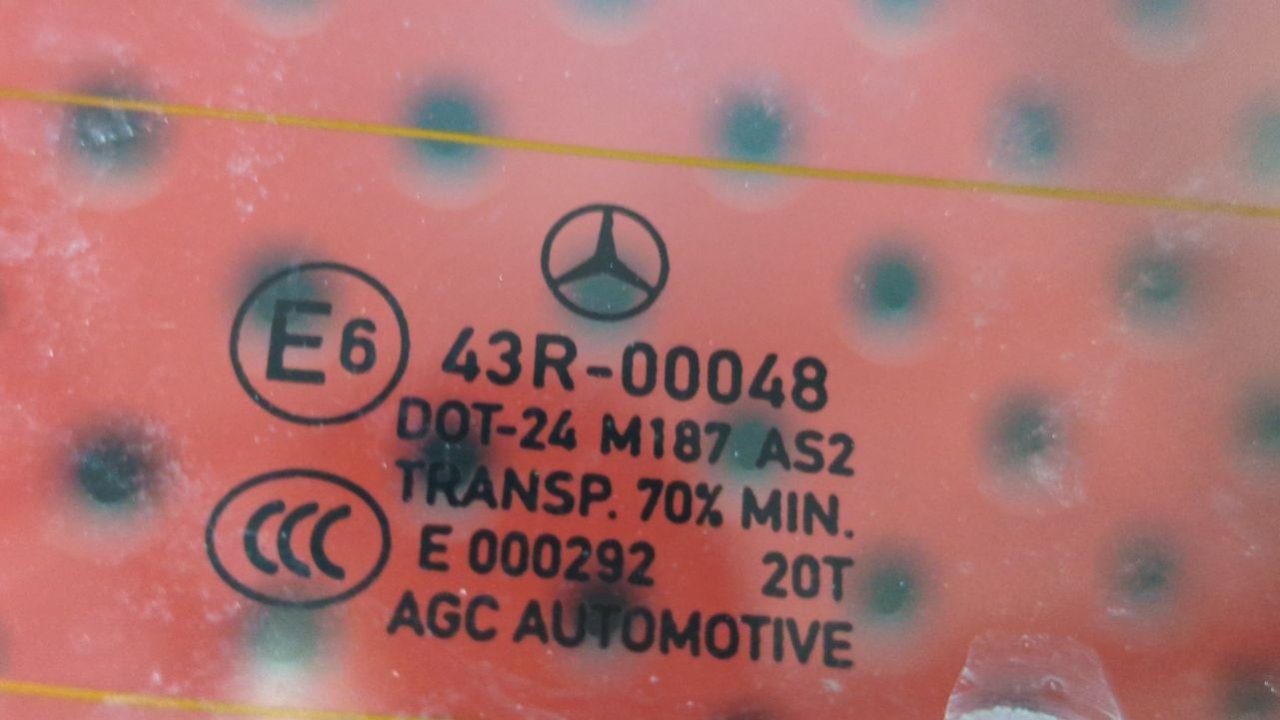 E6 43R-00048
DOT-24 M187 AS2
TRANSP. 70% MIN.
CCC E 000292 20T
AGC AUTOMOTIVE